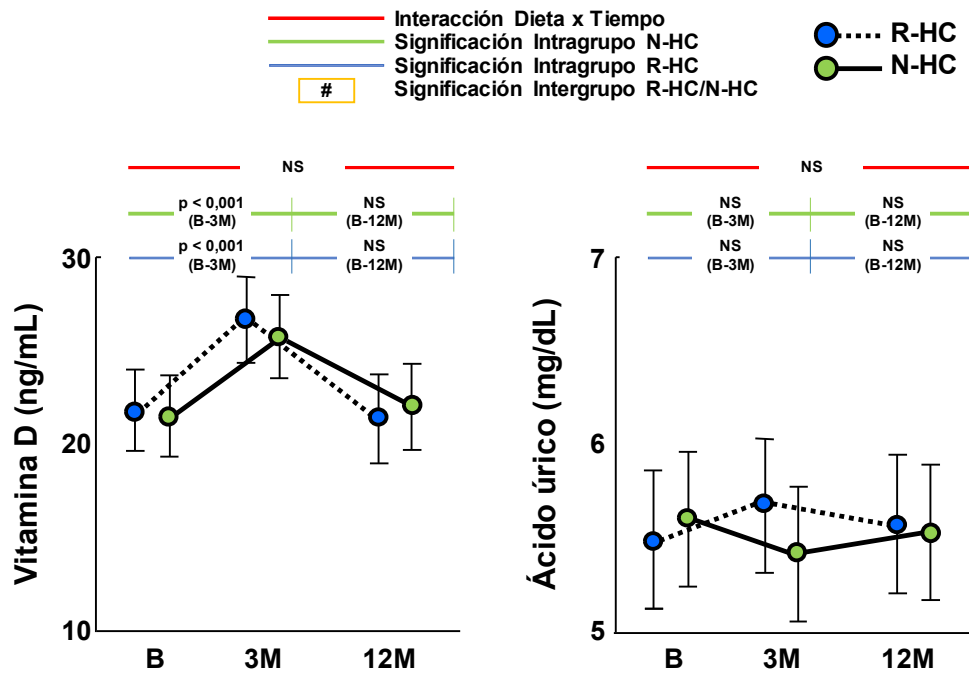 Interacción Dieta x Tiempo
Significación Intragrupo N-HC
Significación Intragrupo R-HC
# Significación Intergrupo R-HC/N-HC
R-HC
N-HC
NS
p < 0,001 NS
(B-3M) (B-12M)
p < 0,001 NS
(B-3M) (B-12M)
30
20
10
Vitamina D (ng/mL)
B 3M 12M
NS
NS NS
(B-3M) (B-12M)
NS NS
(B-3M) (B-12M)
7
6
5
Ácido úrico (mg/dL)
B 3M 12M